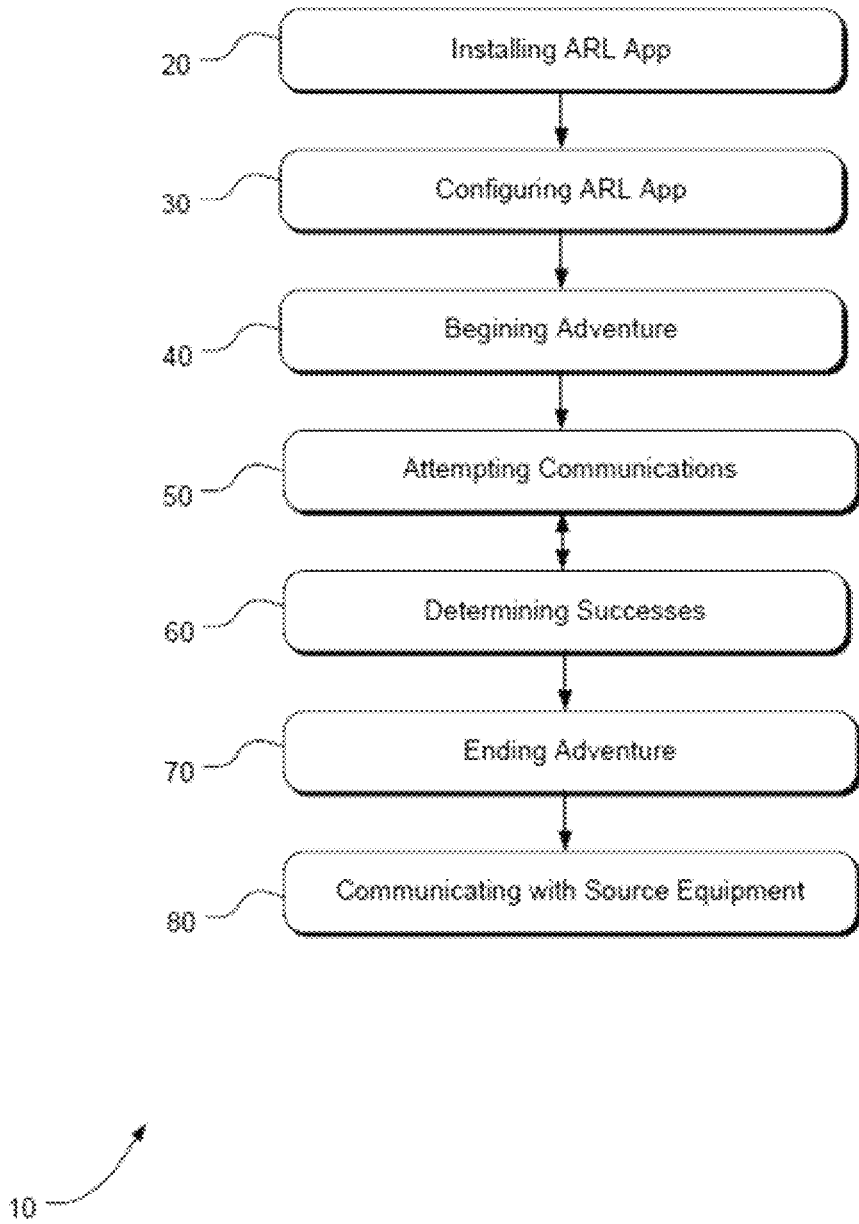 20 Installing ARL App
30 Configuring ARL App
40 Begining Adventure
50 Attempting Communications
60 Determining Successes
70 Ending Adventure
80 Communicating with Source Equipment
10